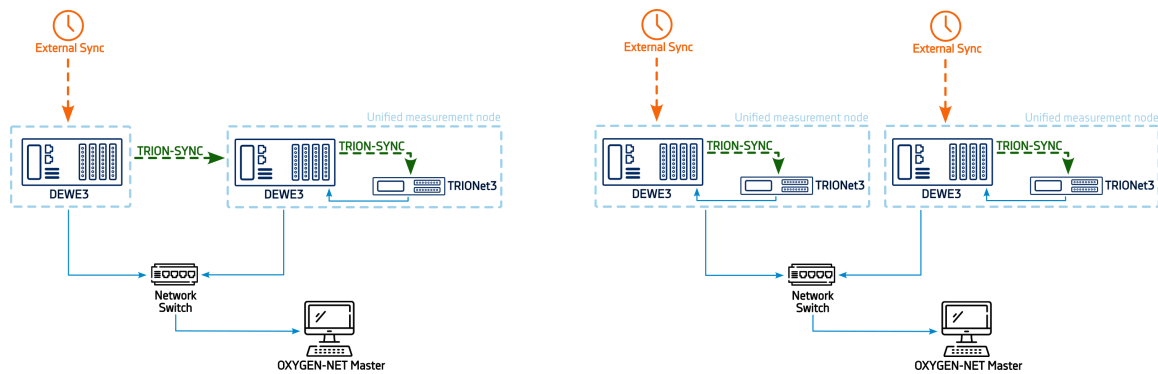 External Sync
Unified measurement node
TRION-SYNC
TRION-SYNC
DEWE3
DEWE3
TRIONet3
Network
Switch
OXYGEN-NET Master
External Sync
External Sync
Unified measurement node
Unified measurement node
TRION-SYNC
TRION-SYNC
DEWE3
TRIONet3
DEWE3
TRIONet3
Network
Switch
OXYGEN-NET Master